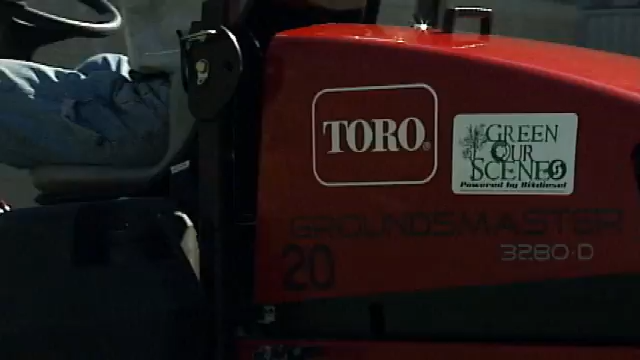 TORO®
GREEN
OUR
SCENE
Powered by Biodiesel
GROUNDSMASTER
3280-D
20